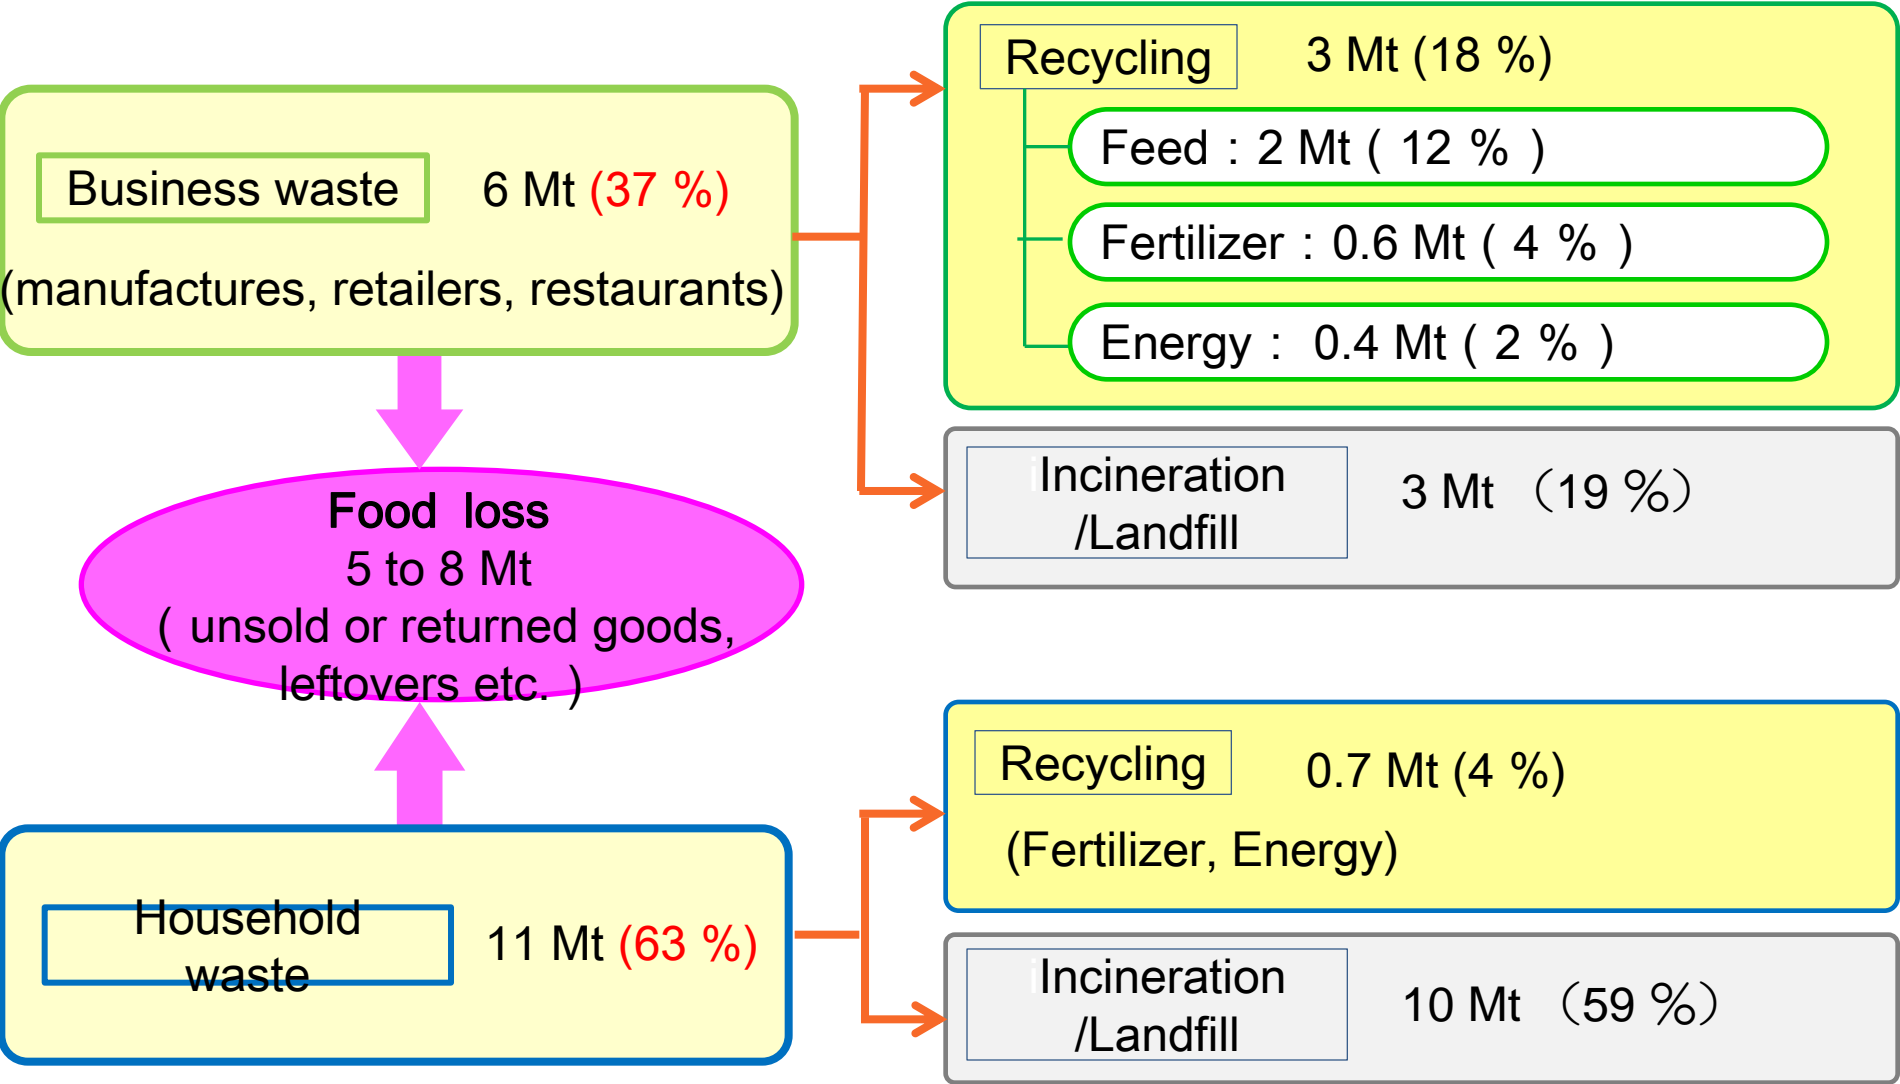 Business waste 6 Mt (37 %)
(manufactures, retailers, restaurants)
Recycling 3 Mt (18 %)
Feed : 2 Mt ( 12 % )
Fertilizer : 0.6 Mt ( 4 % )
Energy : 0.4 Mt ( 2 % )
iIncineration
/Landfill
3 Mt （19 %）
Food loss
5 to 8 Mt
( unsold or returned goods,
leftovers etc. )
Household
waste
11 Mt (63 %)
Recycling 0.7 Mt (4 %)
(Fertilizer, Energy)
iIncineration
/Landfill
10 Mt （59 %）